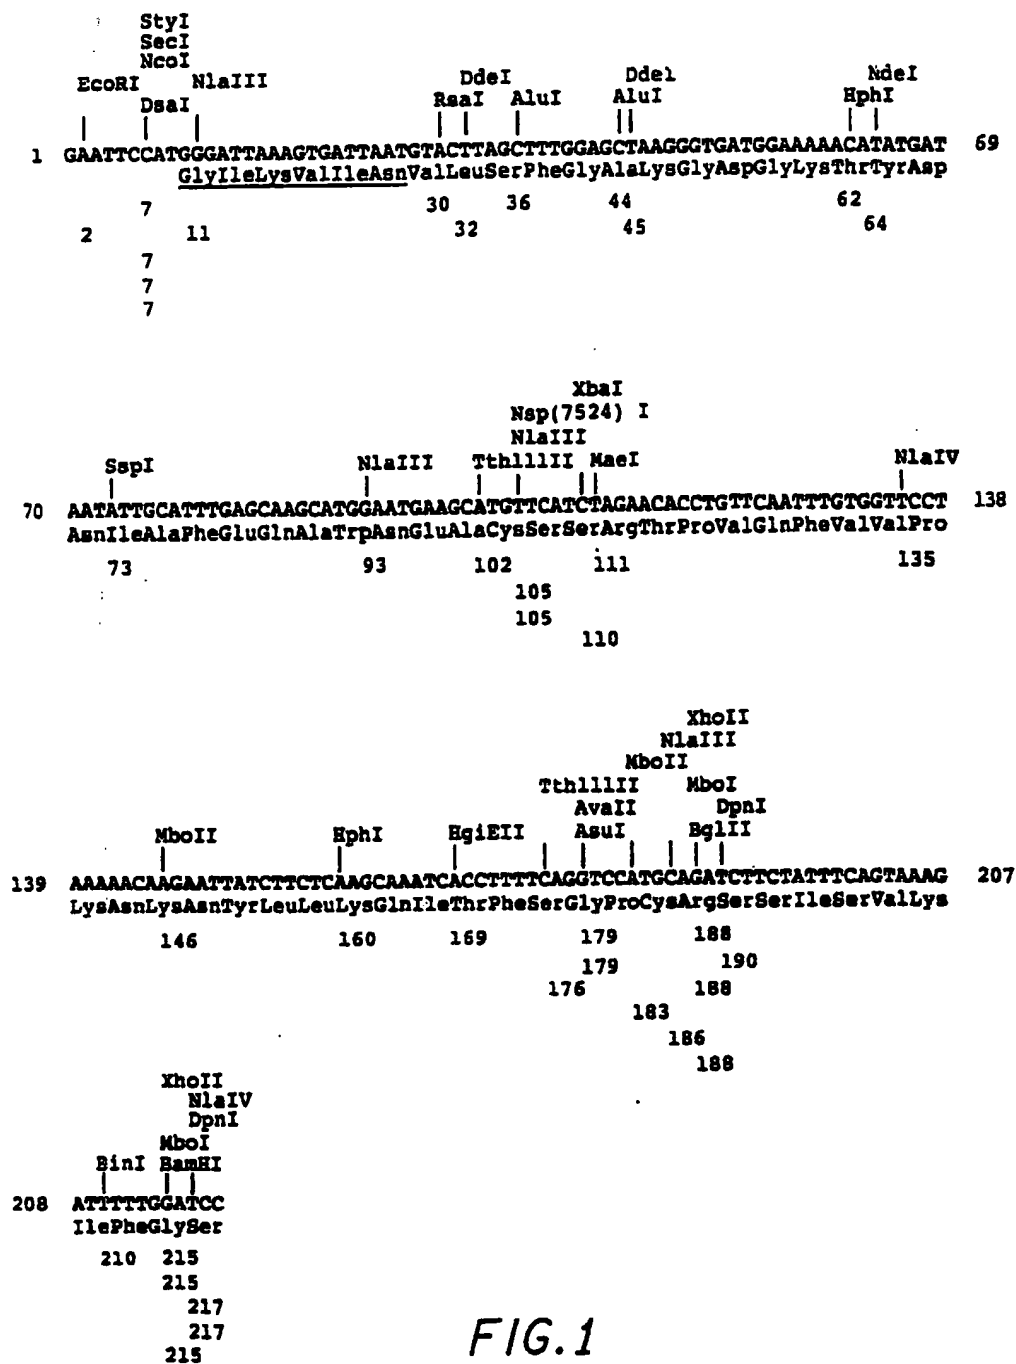 StyI
SecI
NcoI
EcoRI NlaIII DdeI DdeI NdeI
DsaI RsaI AluI AluI HphI
1 GAATTCCATGGGATTAAAGTGATTAATGTACTTAGCTTTGGAGCTAAGGGTGATGGAAAAACATATGAT 69
GlyIleLysValIleAsnValLeuSerPheGlyAlaLysGlyAspGlyLysThrTyrAsp
7 30 36 44 62
2 11 32 45 64
7
7
7
XbaI
Nsp(7524) I
NlaIII
SspI NlaIII TthlllII MaeI NlaIV
70 AATATTGCATTTGAGCAAGCATGGAATGAAGCATGTTCATCTAGAACACCTGTTCAATTTGTGGTTCCT 138
AsnIleAlaPheGluGlnAlaTrpAsnGluAlaCysSerSerArgThrProValGlnPheValValPro
73 93 102 111 135
105
105
110
XhoII
NlaIII
MboII
TthlllII MboI
AvaII DpnI
MboII HphI HgiEII AsuI BglII
139 AAAAACAAGAATTATCTTCTCAAGCAAATCACCTTTTCAGGTCCATGCAGATCTTCTATTTCAGTAAAG 207
LysAsnLysAsnTyrLeuLeuLysGlnIleThrPheSerGlyProCysArgSerSerIleSerValLys
146 160 169 179 188
179 190
176 188
183
186
188
XhoII
NlaIV
DpnI
MboI
BinI BamHI
208 ATTTTTGGATCC
IlePheGlySer
210 215
215
217
217
215
FIG.1